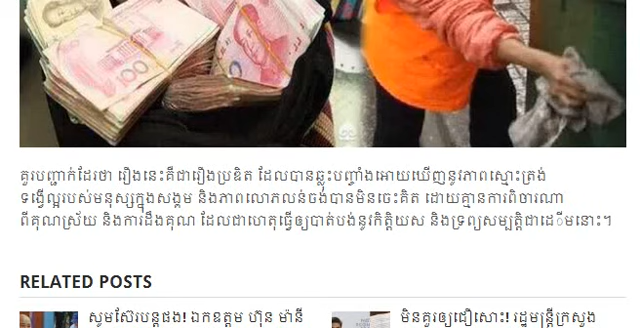 100
100
គួរបញ្ជាក់ដែរថា រឿងនេះគឺជារឿងប្រឌិត ដែលបានឆ្លុះបញ្ចាំងអោយឃើញនូវភាពស្មោះត្រង់
ទង្វើល្អរបស់មនុស្សក្នុងសង្គម និងភាពលោភលន់ចង់បានមិនចេះគិត ដោយគ្មានការពិចារណា
ពីគុណស្រ័យ និងការដឹងគុណ ដែលជាហេតុធ្វើឲ្យបាត់បង់នូវកិត្តិយស និងទ្រព្យសម្បត្តិជាដេីមនោះ។
RELATED POSTS
សូមស៊ែរបន្តផង! ឯកឧត្តម ហ៊ុន ម៉ានី
មិនគួរឲ្យជឿសោះ! រដ្ឋមន្ត្រីក្រសួង